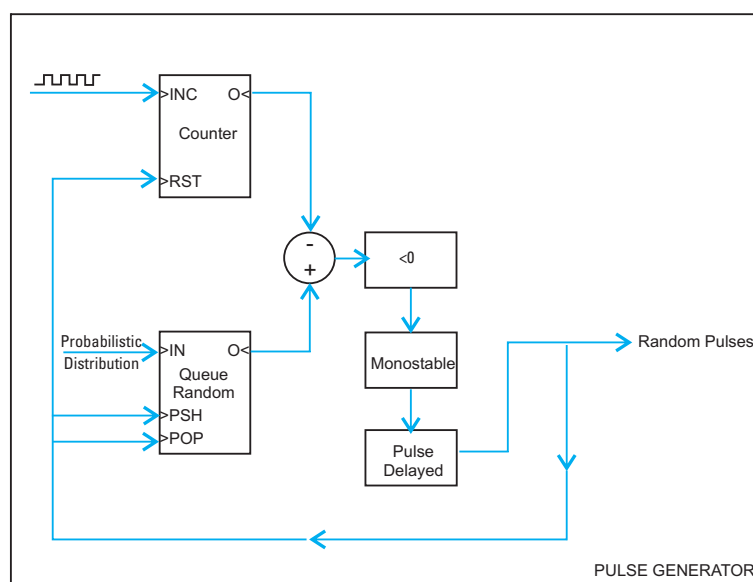 >INC O<
Counter
>RST
-
+
<0
Probabilistic
Distribution
>IN O<
Queue
Random
>PSH
>POP
Monostable
Pulse
Delayed
Random Pulses
PULSE GENERATOR